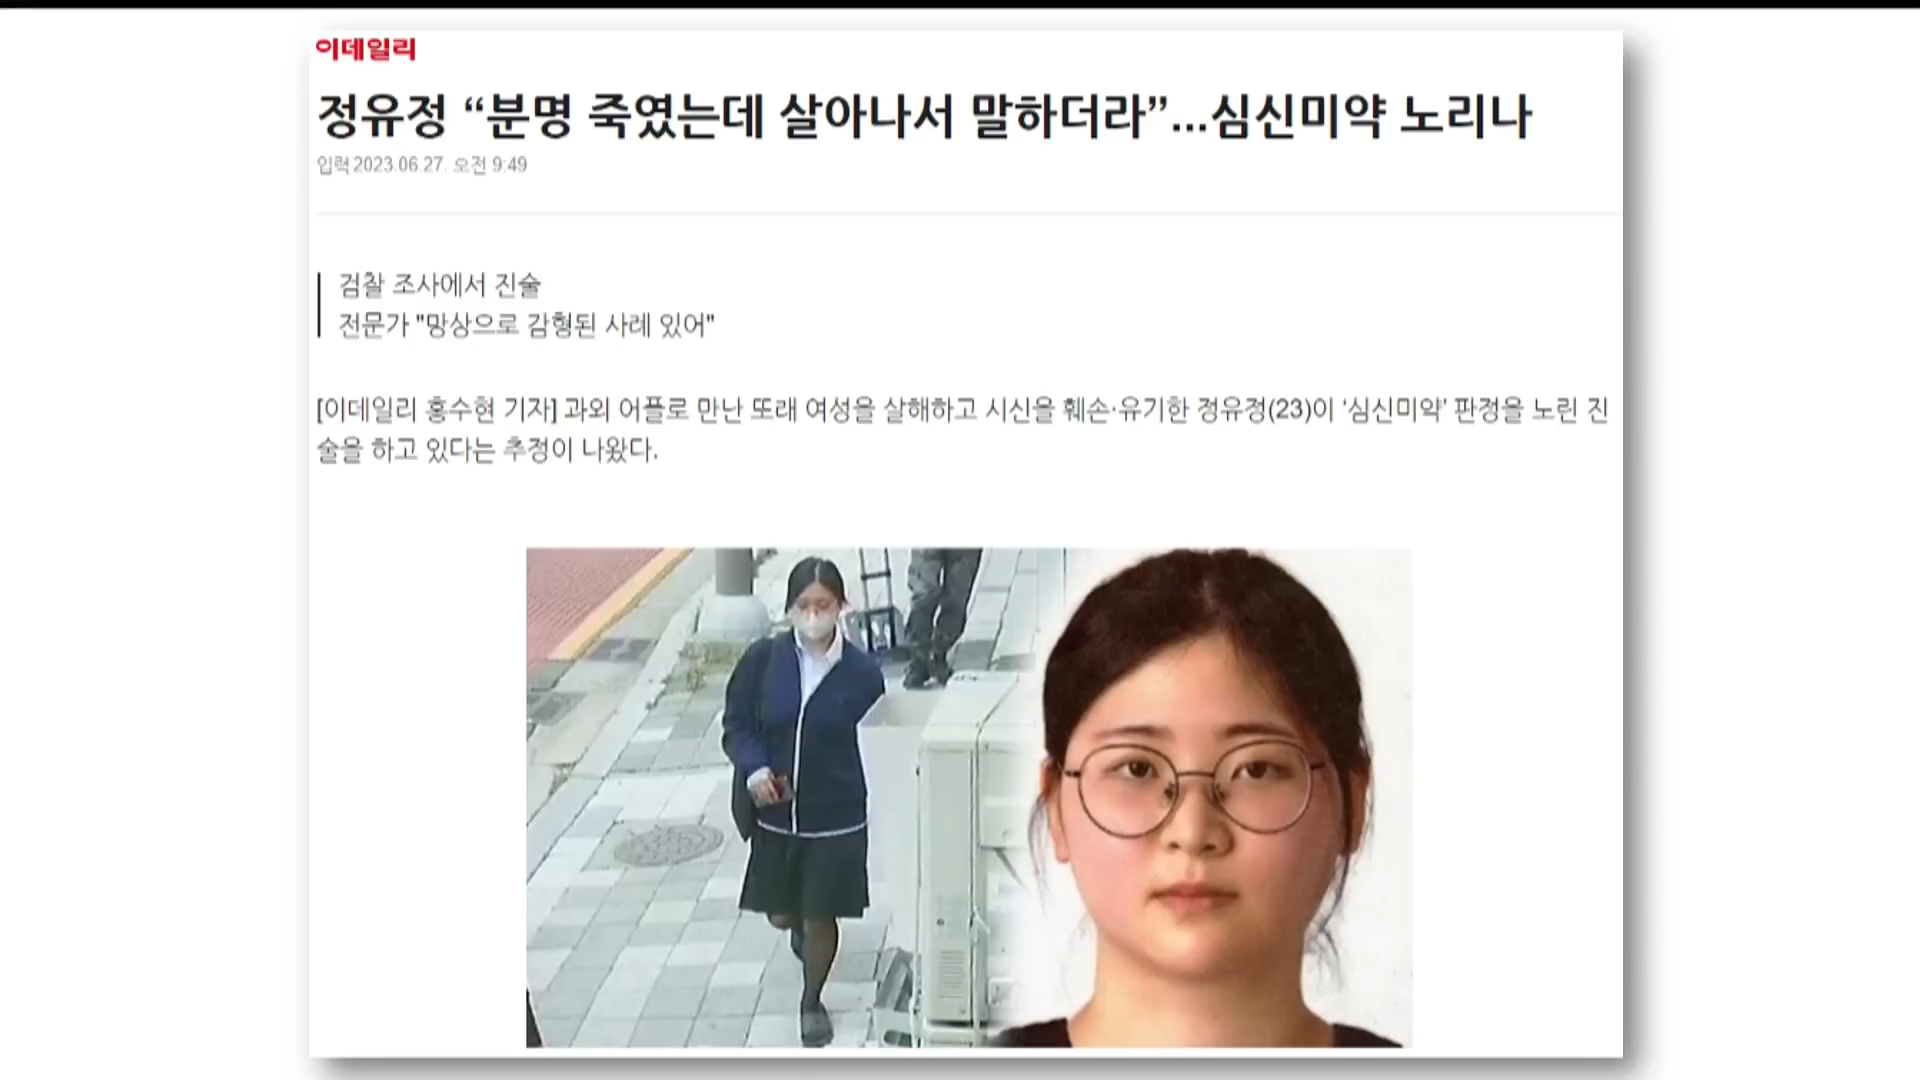 이데일리
정유정 “분명 죽였는데 살아나서 말하더라”...심신미약 노리나
입력 2023.06.27. 오전 9:49
검찰 조사에서 진술
전문가 "망상으로 감형된 사례 있어"
[이데일리 홍수현 기자] 과외 어플로 만난 또래 여성을 살해하고 시신을 훼손·유기한 정유정(23)이 ‘심신미약’ 판정을 노린 진
술을 하고 있다는 추정이 나왔다.